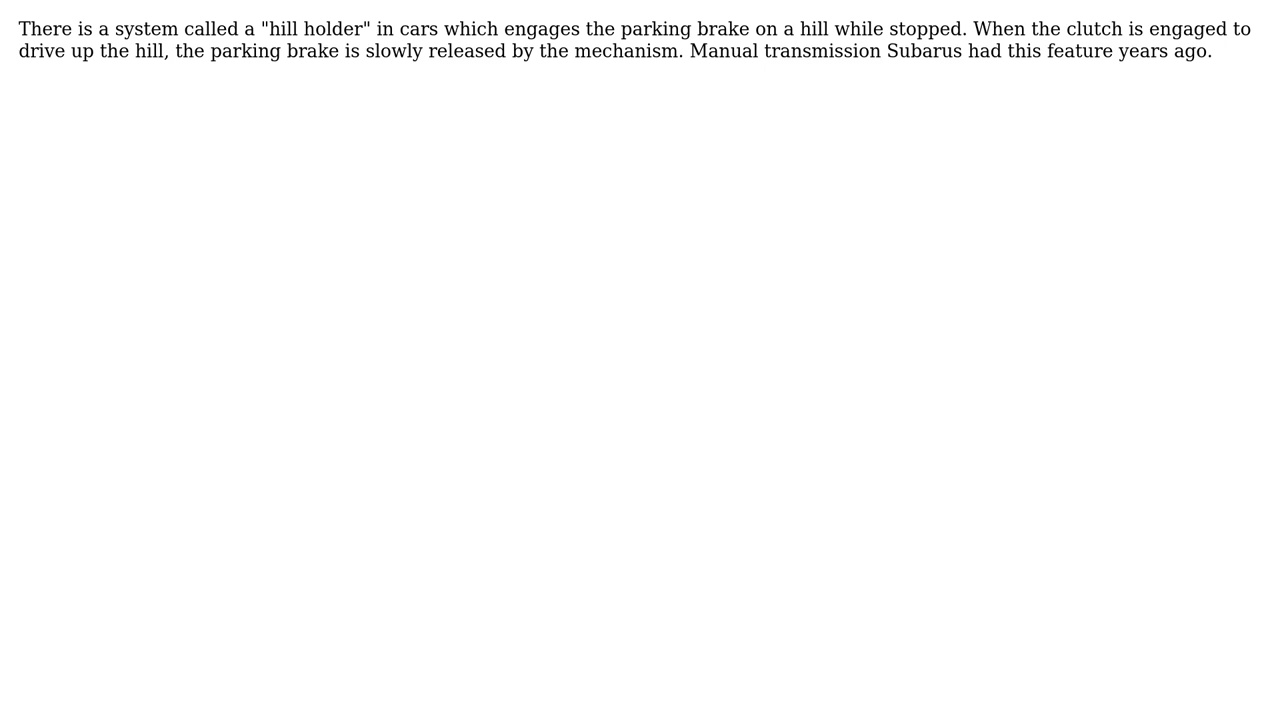 There is a system called a "hill holder" in cars which engages the parking brake on a hill while stopped. When the clutch is engaged to
drive up the hill, the parking brake is slowly released by the mechanism. Manual transmission Subarus had this feature years ago.